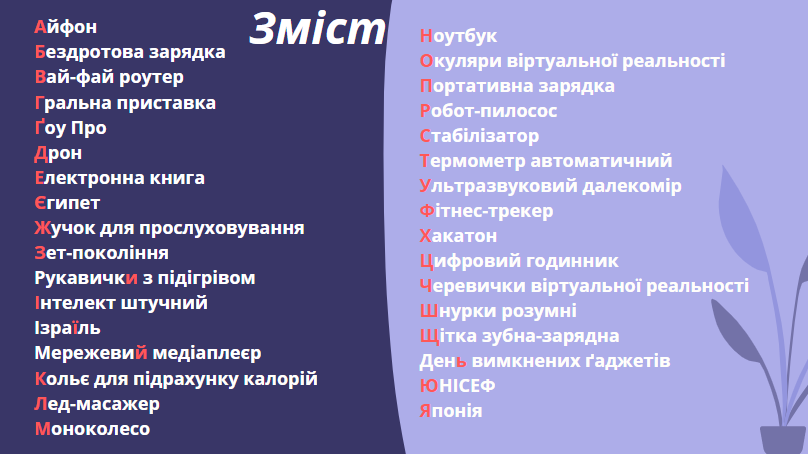 Зміст
Айфон
Бездротова зарядка
Вай-фай роутер
Гральна приставка
Ґоу Про
Дрон
Електронна книга
Єгипет
Жучок для прослуховування
Зет-покоління
Рукавички з підігрівом
Інтелект штучний
Ізраїль
Мережевий медіаплеєр
Кольє для підрахунку калорій
Лед-масажер
Моноколесо
Ноутбук
Окуляри віртуальної реальності
Портативна зарядка
Робот-пилосос
Стабілізатор
Термометр автоматичний
Ультразвуковий далекомір
Фітнес-трекер
Хакатон
Цифровий годинник
Черевички віртуальної реальності
Шнурки розумні
Щітка зубна-зарядна
День вимкнених ґаджетів
ЮНІСЕФ
Японія